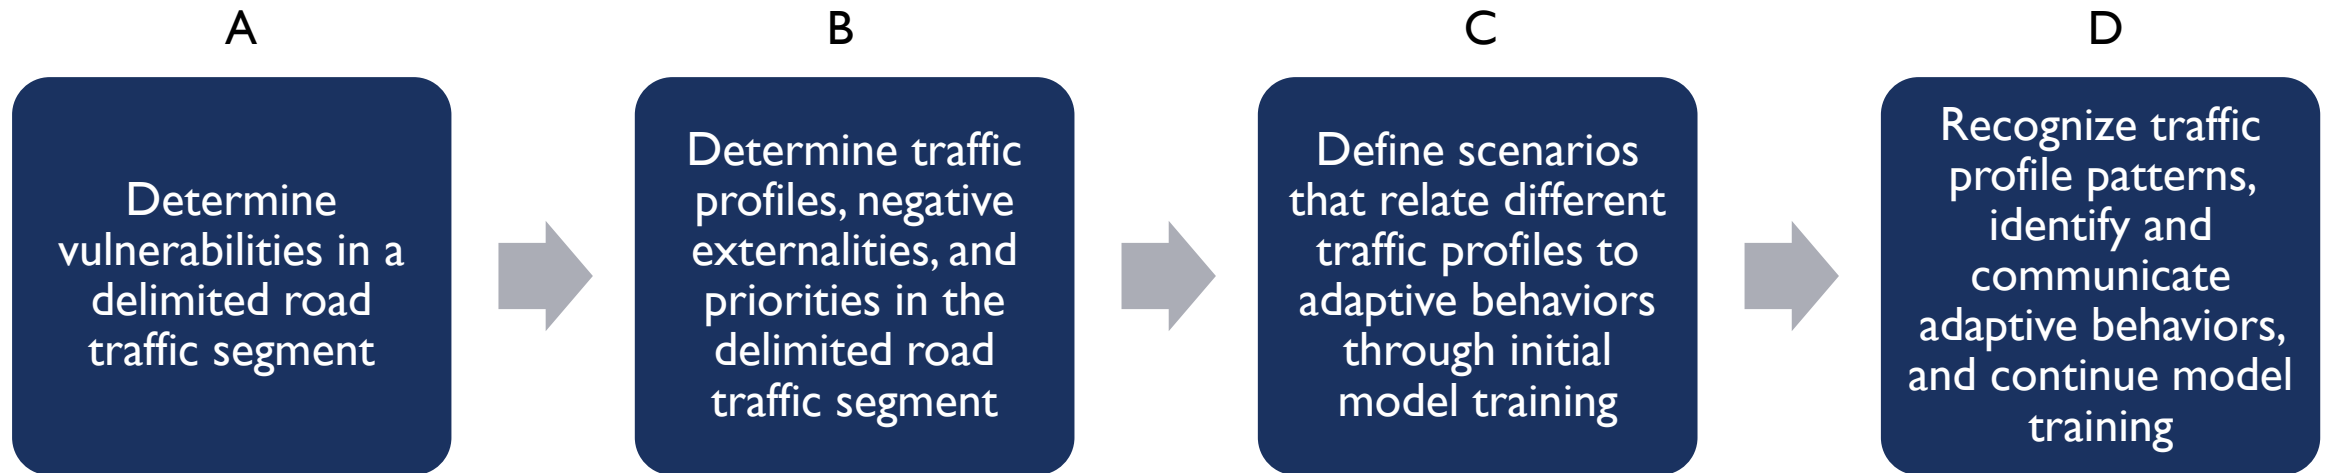 A
Determine
vulnerabilities in a
delimited road
traffic segment
B
Determine traffic
profiles, negative
externalities, and
priorities in the
delimited road
traffic segment
C
Define scenarios
that relate different
traffic profiles to
adaptive behaviors
through initial
model training
D
Recognize traffic
profile patterns,
identify and
communicate
adaptive behaviors,
and continue model
training